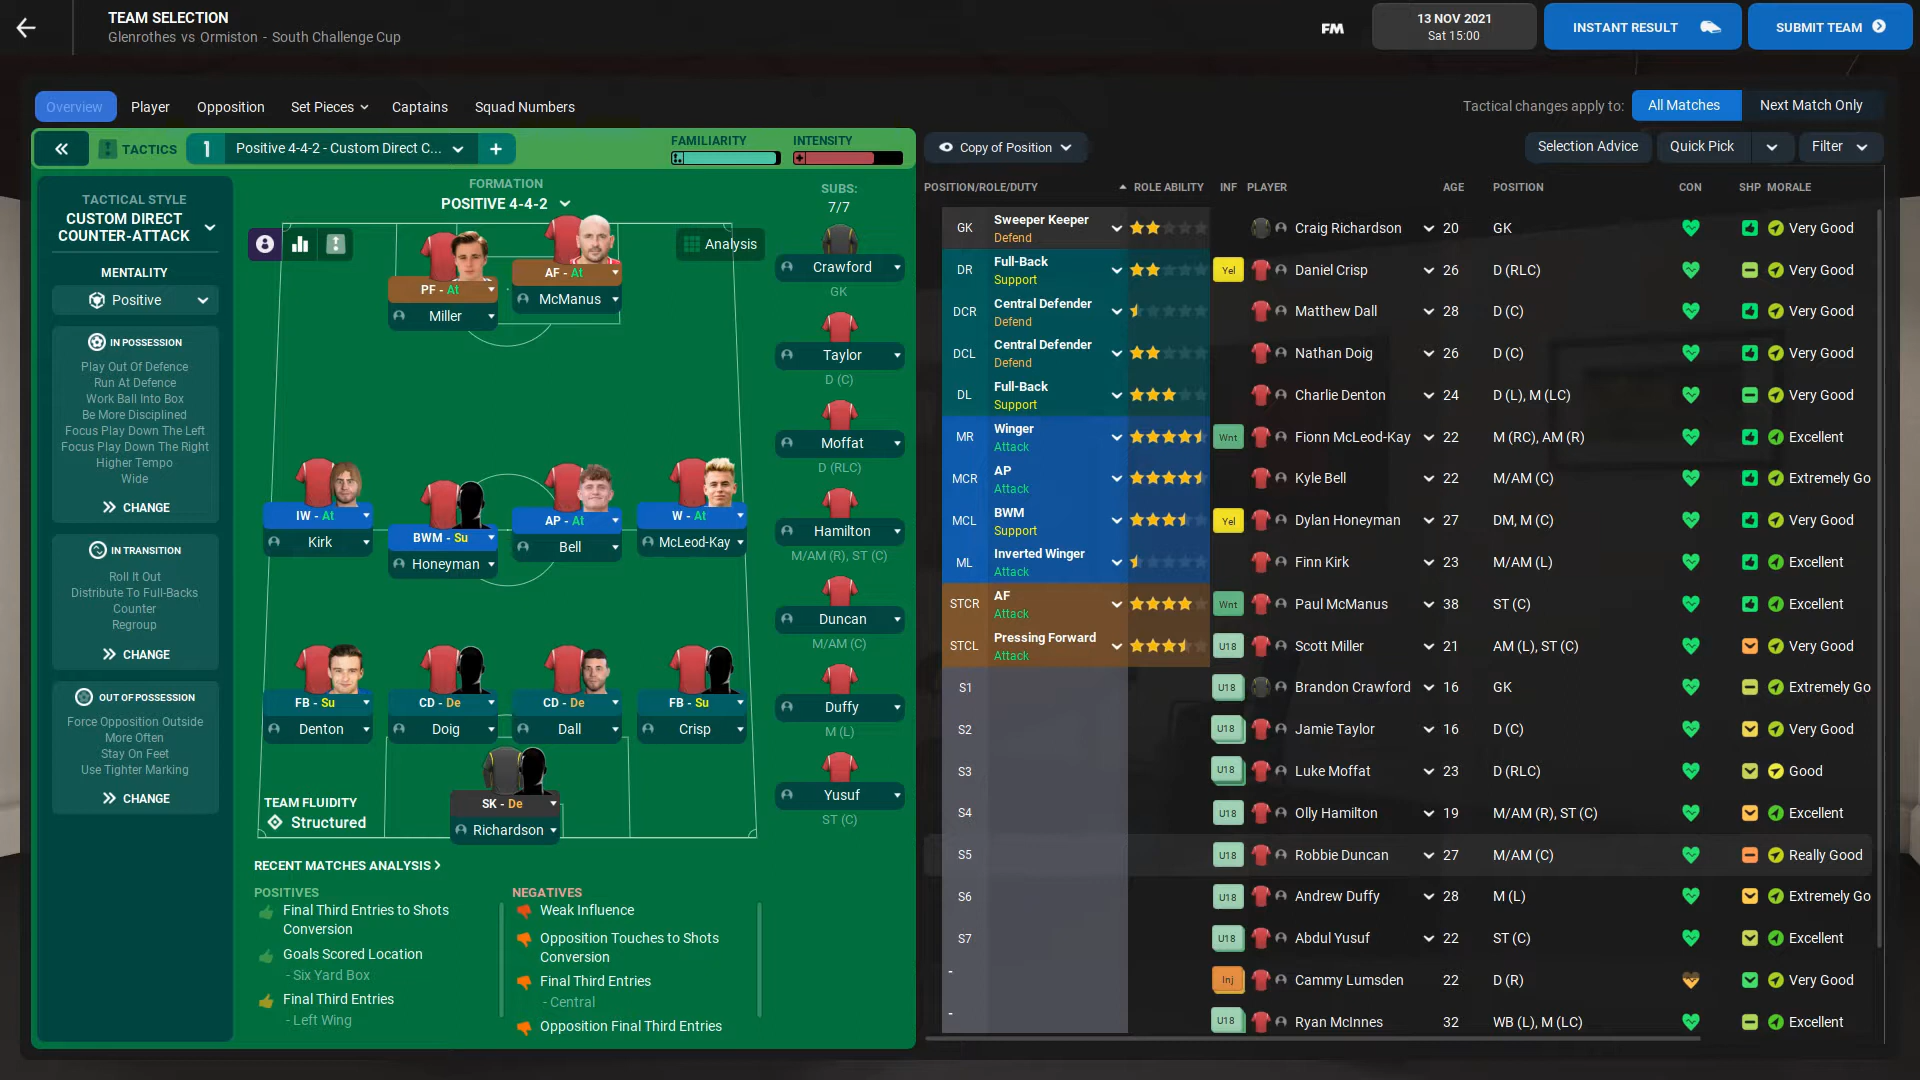 TEAM SELECTION
Glenrothes vs Ormiston - South Challenge Cup
FM
13 NOV 2021
Sat 15:00
INSTANT RESULT
SUBMIT TEAM
Overview Player Opposition Set Pieces Captains Squad Numbers
Tactical changes apply to: All Matches Next Match Only
TACTICS 1 Positive 4-4-2 - Custom Direct C...
FAMILIARITY INTENSITY
Copy of Position
Selection Advice Quick Pick Filter
TACTICAL STYLE
CUSTOM DIRECT
COUNTER-ATTACK
MENTALITY
Positive
IN POSSESSION
Play Out Of Defence
Run At Defence
Work Ball Into Box
Be More Disciplined
Focus Play Down The Left
Focus Play Down The Right
Higher Tempo
Wide
CHANGE
IN TRANSITION
Roll It Out
Distribute To Full-Backs
Counter
Regroup
CHANGE
OUT OF POSSESSION
Force Opposition Outside
More Often
Stay On Feet
Use Tighter Marking
CHANGE
FORMATION
POSITIVE 4-4-2
Analysis
PF - At
Miller
AF - At
McManus
IW - At
Kirk
BWM - Su
Honeyman
AP - At
Bell
W - At
McLeod-Kay
FB - Su
Denton
CD - De
Doig
CD - De
Dall
FB - Su
Crisp
SK - De
Richardson
TEAM FLUIDITY
Structured
SUBS:
7/7
Crawford
GK
Taylor
D (C)
Moffat
D (RLC)
Hamilton
M/AM (R), ST (C)
Duncan
M/AM (C)
Duffy
M (L)
Yusuf
ST (C)
RECENT MATCHES ANALYSIS
POSITIVES
Final Third Entries to Shots
Conversion
Goals Scored Location
- Six Yard Box
Final Third Entries
- Left Wing
NEGATIVES
Weak Influence
Opposition Touches to Shots
Conversion
Final Third Entries
- Central
Opposition Final Third Entries
POSITION/ROLE/DUTY ROLE ABILITY INF PLAYER AGE POSITION CON SHP MORALE
GK Sweeper Keeper Defend Craig Richardson 20 GK Very Good
DR Full-Back Support Yel Daniel Crisp 26 D (RLC) Very Good
DCR Central Defender Defend Matthew Dall 28 D (C) Very Good
DCL Central Defender Defend Nathan Doig 26 D (C) Very Good
DL Full-Back Support Charlie Denton 24 D (L), M (LC) Very Good
MR Winger Attack Wnt Fionn McLeod-Kay 22 M (RC), AM (R) Excellent
MCR AP Attack Kyle Bell 22 M/AM (C) Extremely Go
MCL BWM Support Yel Dylan Honeyman 27 DM, M (C) Very Good
ML Inverted Winger Attack Finn Kirk 23 M/AM (L) Excellent
STCR AF Attack Wnt Paul McManus 38 ST (C) Excellent
STCL Pressing Forward Attack U18 Scott Miller 21 AM (L), ST (C) Very Good
S1 U18 Brandon Crawford 16 GK Extremely Go
S2 U18 Jamie Taylor 16 D (C) Very Good
S3 U18 Luke Moffat 23 D (RLC) Good
S4 U18 Olly Hamilton 19 M/AM (R), ST (C) Excellent
S5 U18 Robbie Duncan 27 M/AM (C) Really Good
S6 U18 Andrew Duffy 28 M (L) Extremely Go
S7 U18 Abdul Yusuf 22 ST (C) Excellent
- Inj Cammy Lumsden 22 D (R) Very Good
- U18 Ryan McInnes 32 WB (L), M (LC) Excellent